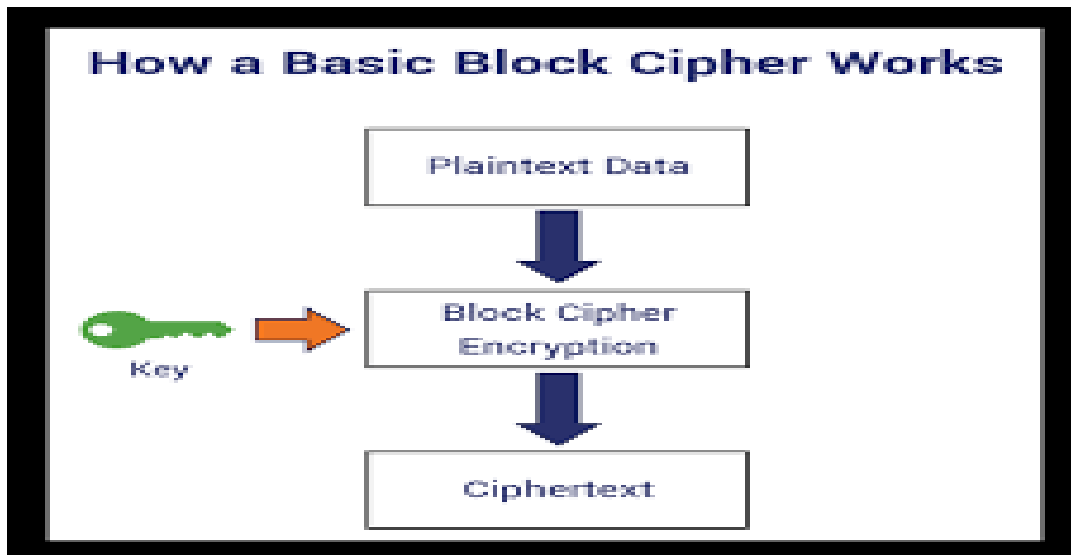 How a Basic Block Cipher Works
Plaintext Data
Block Cipher
Encryption
Key
Ciphertext